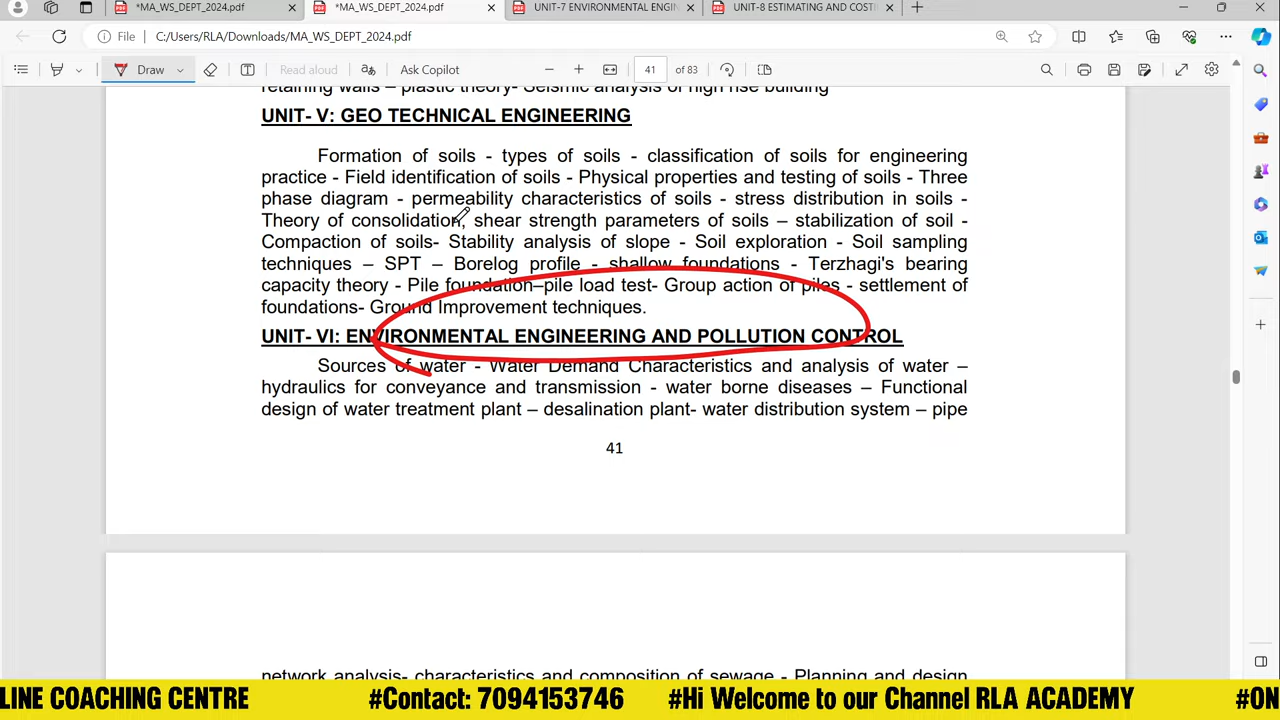 *MA_WS_DEPT_2024.pdf
*MA_WS_DEPT_2024.pdf
UNIT-7 ENVIRONMENTAL ENGIN
UNIT-8 ESTIMATING AND COSTI
File C:/Users/RLA/Downloads/MA_WS_DEPT_2024.pdf
Draw
Read aloud
Ask Copilot
41 of 83
retaining walls – plastic theory- Seismic analysis of high rise building
UNIT- V: GEO TECHNICAL ENGINEERING
Formation of soils - types of soils - classification of soils for engineering
practice - Field identification of soils - Physical properties and testing of soils - Three
phase diagram - permeability characteristics of soils - stress distribution in soils -
Theory of consolidation, shear strength parameters of soils – stabilization of soil -
Compaction of soils- Stability analysis of slope - Soil exploration - Soil sampling
techniques – SPT – Borelog profile - shallow foundations - Terzhagi's bearing
capacity theory - Pile foundation–pile load test- Group action of piles - settlement of
foundations- Ground Improvement techniques.
UNIT- VI: ENVIRONMENTAL ENGINEERING AND POLLUTION CONTROL
Sources of water - Water Demand Characteristics and analysis of water –
hydraulics for conveyance and transmission - water borne diseases – Functional
design of water treatment plant – desalination plant- water distribution system – pipe
41
network analysis- characteristics and composition of sewage - Planning and design
LINE COACHING CENTRE #Contact: 7094153746 #Hi Welcome to our Channel RLA ACADEMY #ON